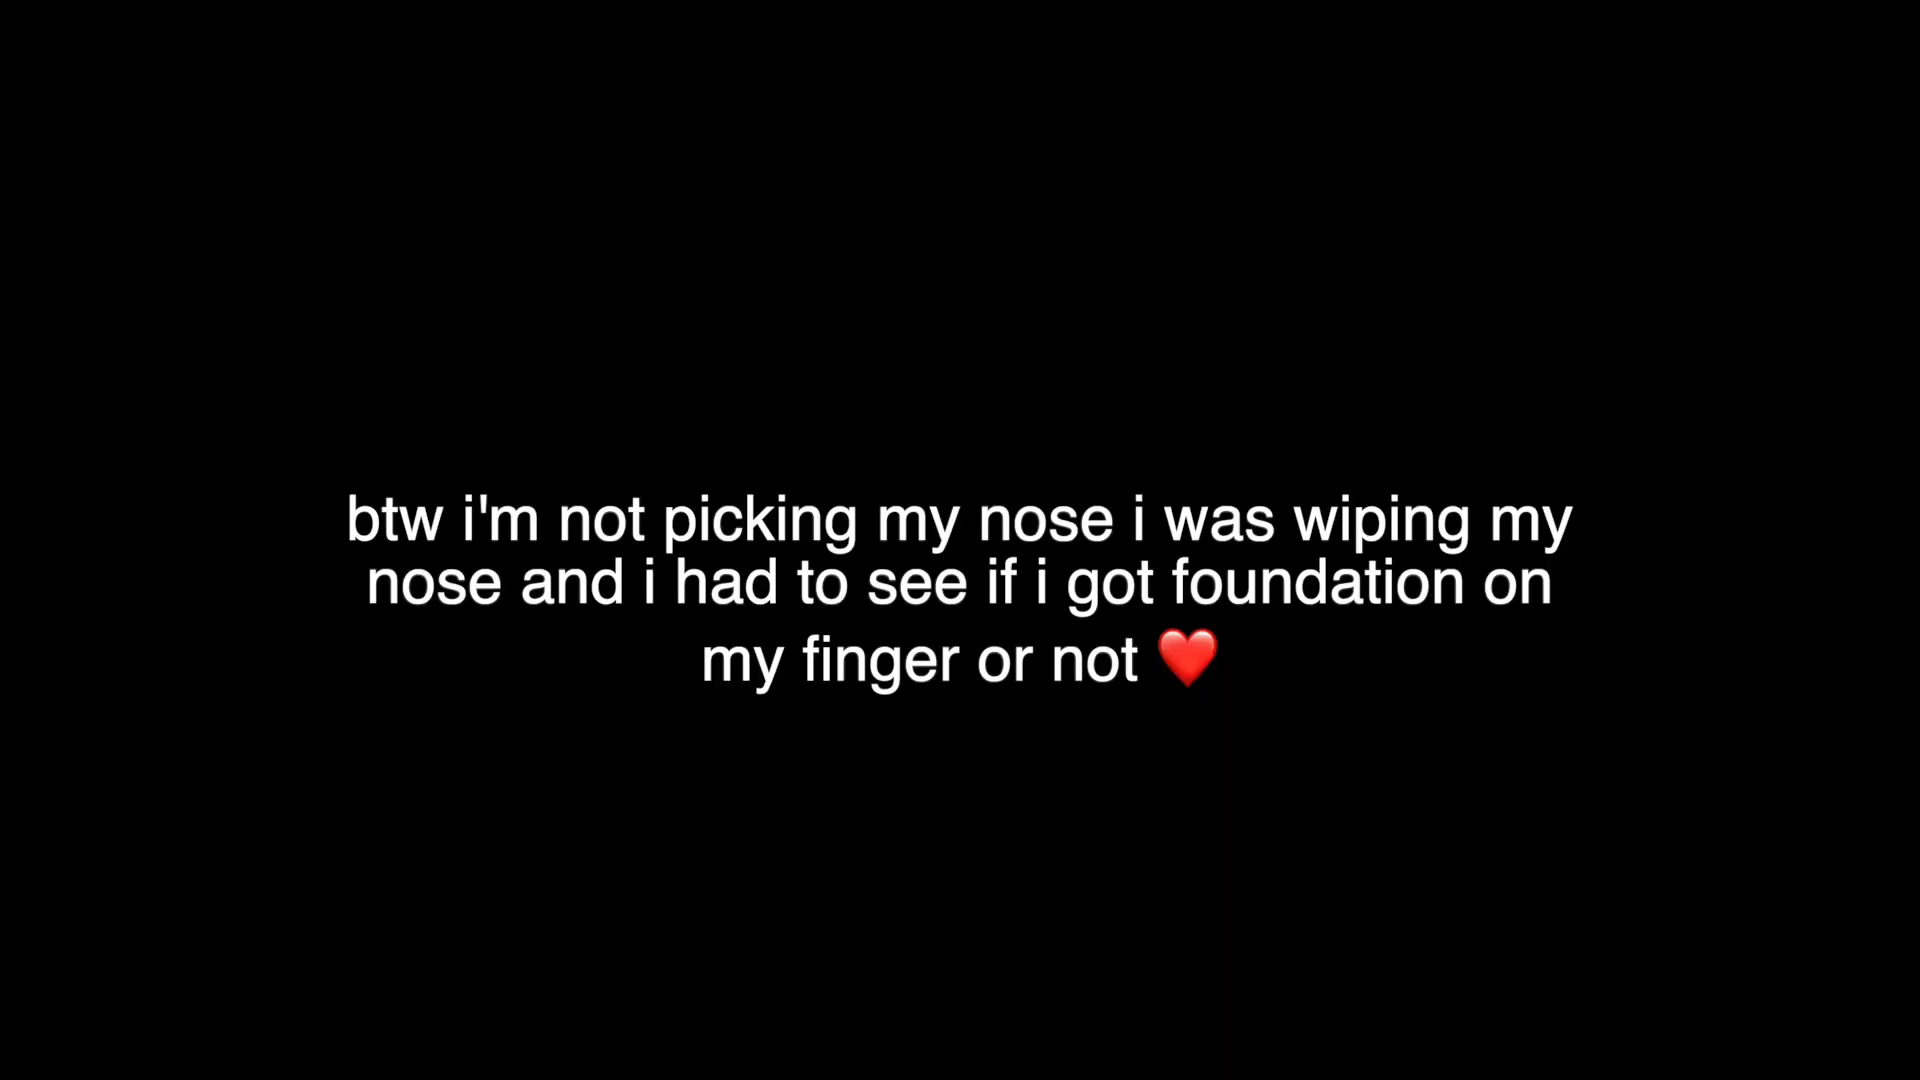 btw i'm not picking my nose i was wiping my
nose and i had to see if i got foundation on
my finger or not ❤️